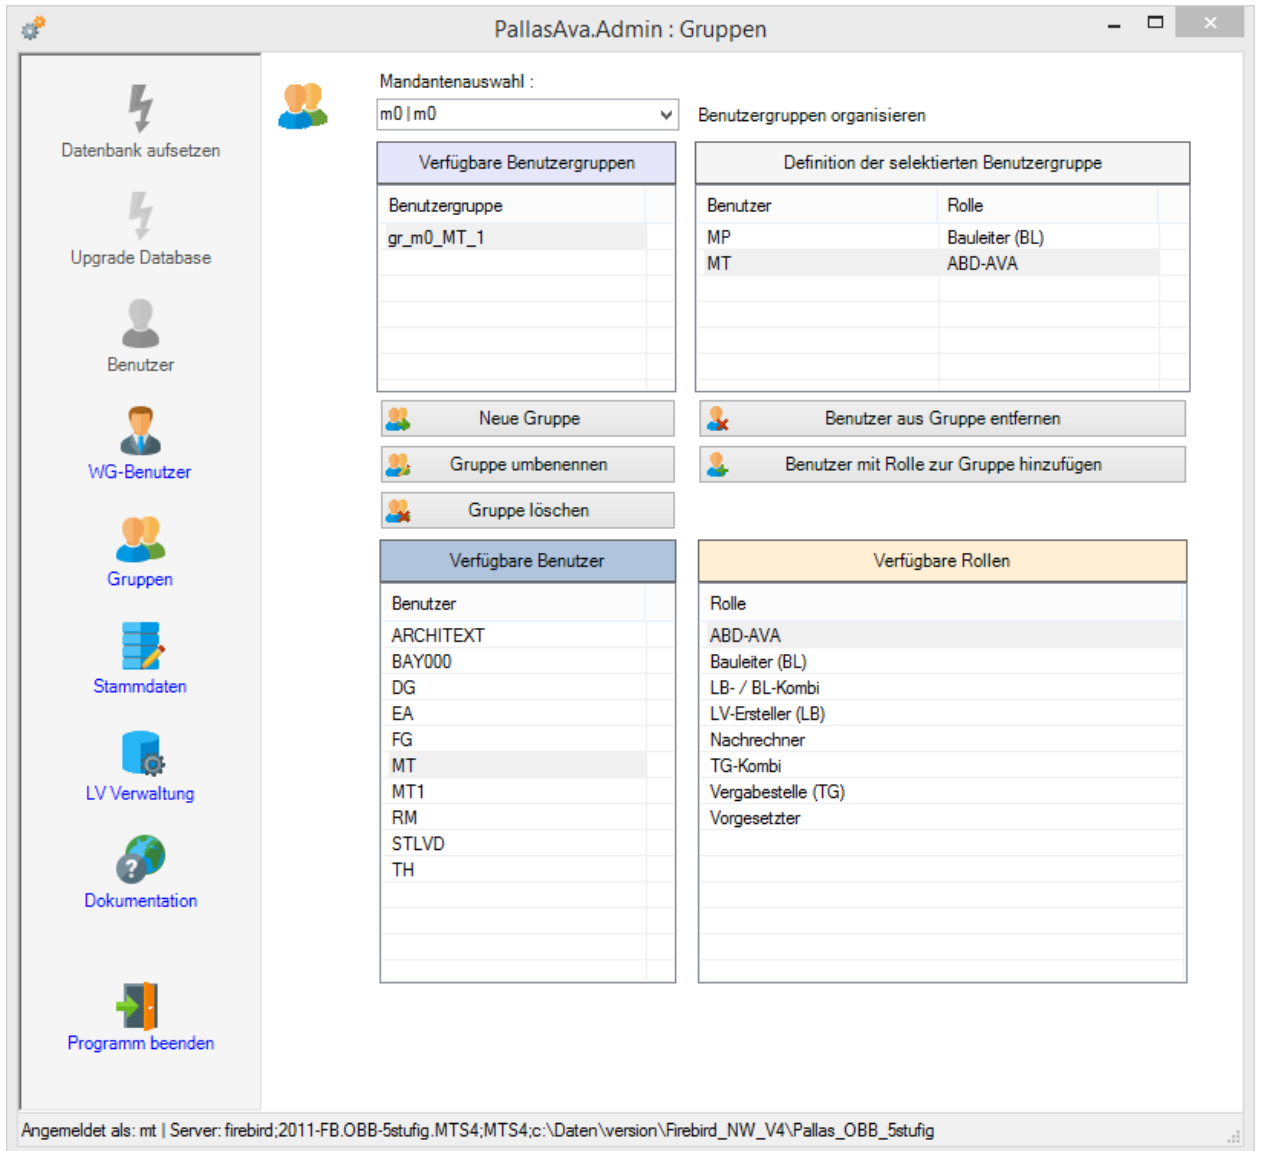 PallasAva.Admin : Gruppen
Datenbank aufsetzen
Upgrade Database
Benutzer
WG-Benutzer
Gruppen
Stammdaten
LV Verwaltung
Dokumentation
Programm beenden
Mandantenauswahl :
m0 | m0
Benutzergruppen organisieren
Verfügbare Benutzergruppen
Benutzergruppe
gr_m0_MT_1
Definition der selektierten Benutzergruppe
Benutzer Rolle
MP Bauleiter (BL)
MT ABD-AVA
Neue Gruppe
Gruppe umbenennen
Gruppe löschen
Benutzer aus Gruppe entfernen
Benutzer mit Rolle zur Gruppe hinzufügen
Verfügbare Benutzer
Benutzer
ARCHITEXT
BAY000
DG
EA
FG
MT
MT1
RM
STLVD
TH
Verfügbare Rollen
Rolle
ABD-AVA
Bauleiter (BL)
LB- / BL-Kombi
LV-Ersteller (LB)
Nachrechner
TG-Kombi
Vergabestelle (TG)
Vorgesetzter
Angemeldet als: mt | Server: firebird;2011-FB.OBB-5stufig.MTS4;MTS4;c:\Daten\version\Firebird_NW_V4\Pallas_OBB_5stufig